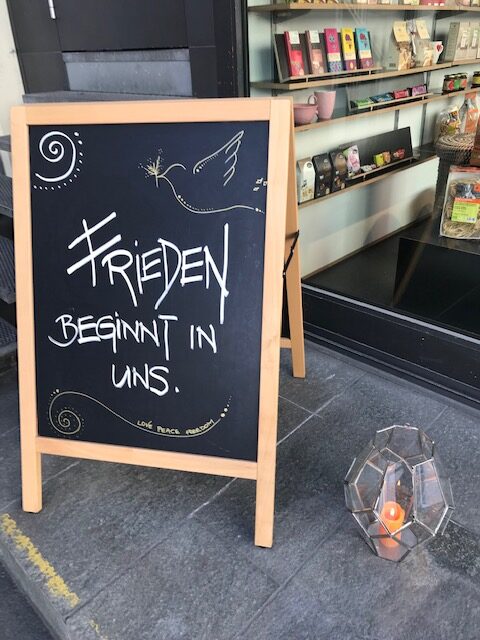 FRiEDEN
BEGiNNT iN
UNS.
LOVE PEACE FREEDOM